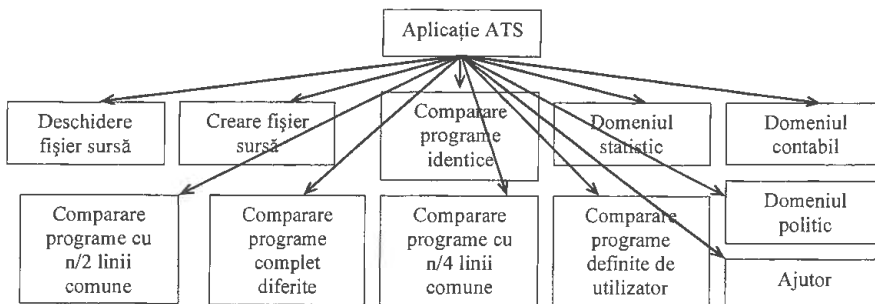 Aplicație ATS
Deschidere
fișier sursă
Creare fișier
sursă
Comparare
programe
identice
Domeniul
statistic
Domeniul
contabil
Comparare
programe cu
n/2 linii
comune
Comparare
programe
complet
diferite
Comparare
programe cu
n/4 linii
comune
Comparare
programe
definite de
utilizator
Domeniul
politic
Ajutor